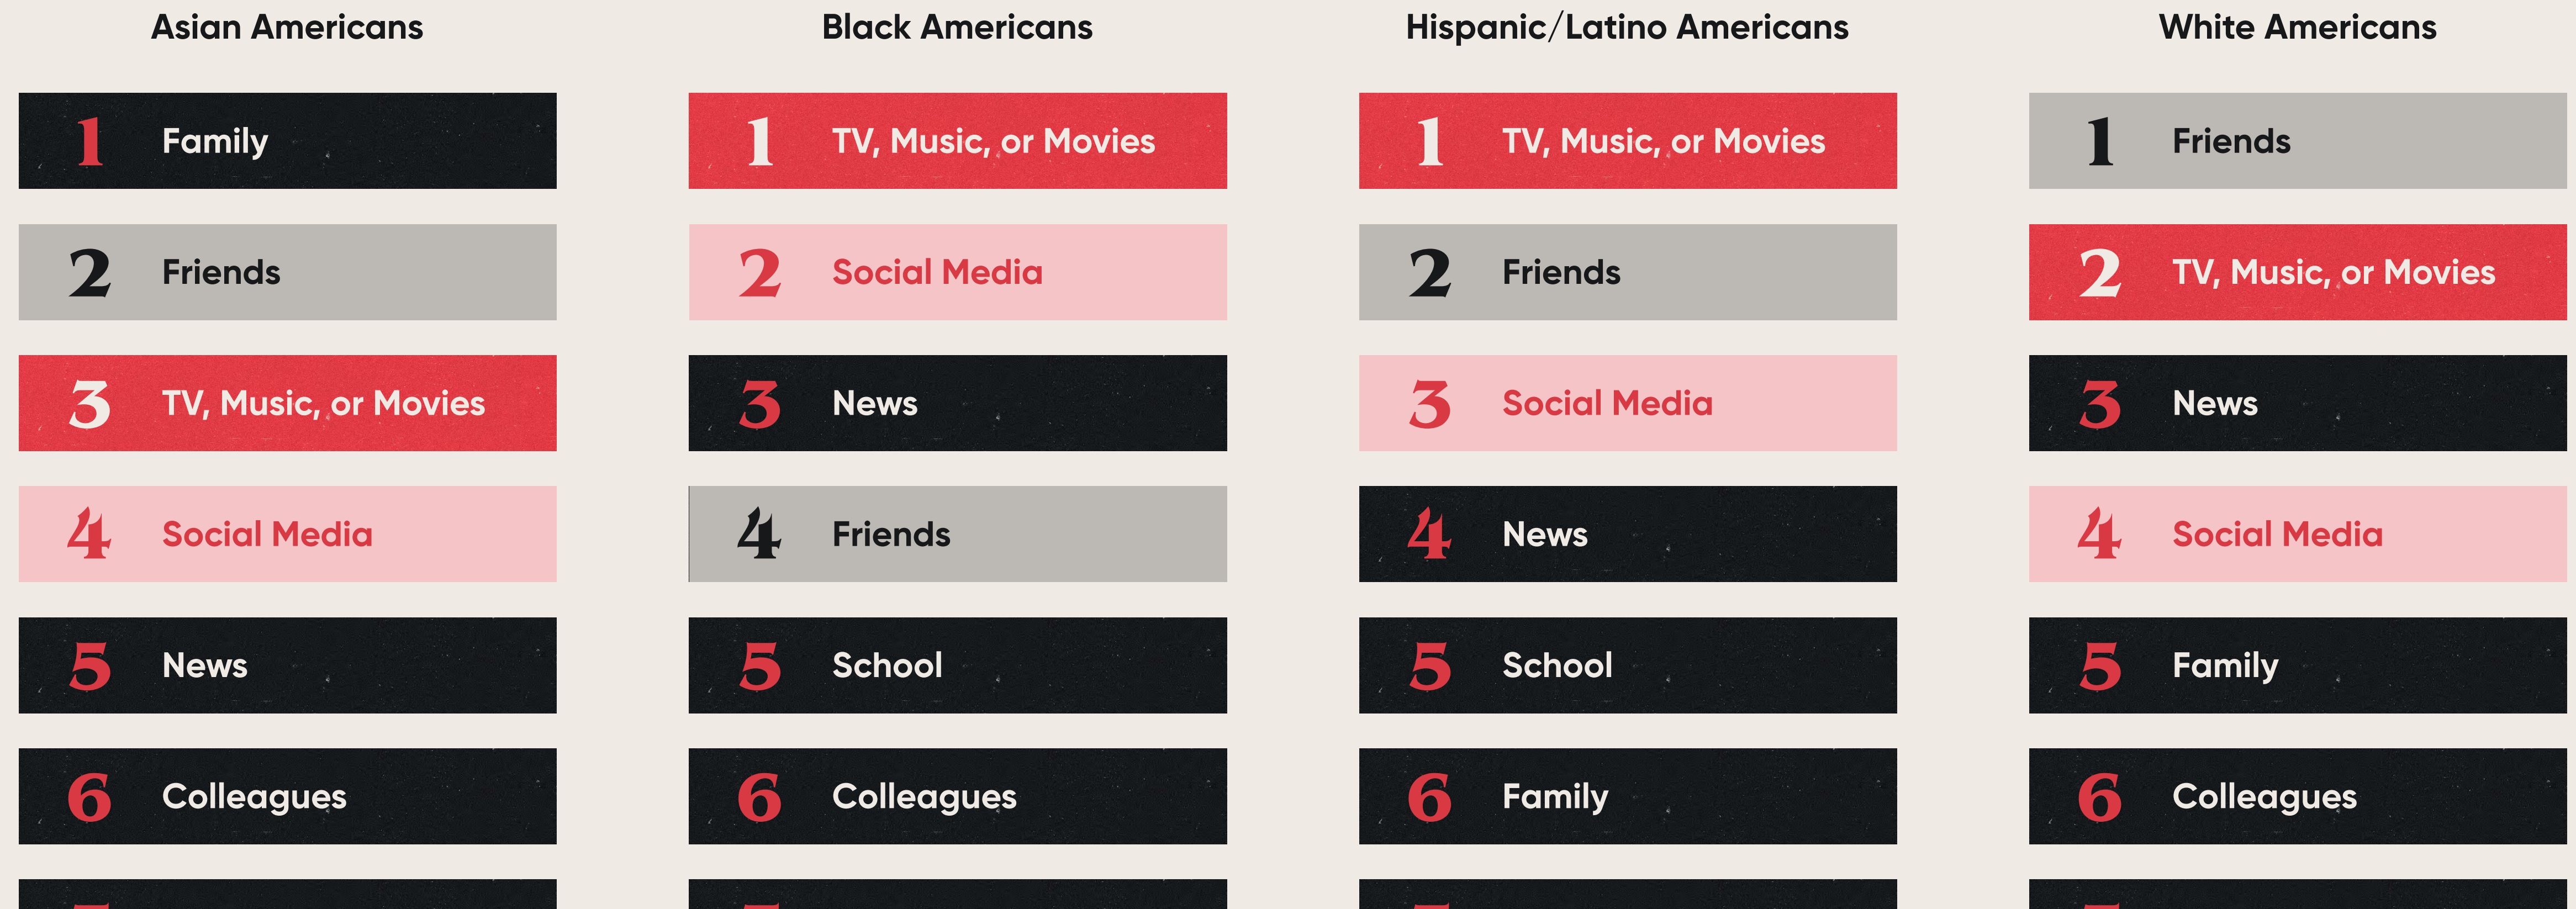 Asian Americans
1 Family
2 Friends
3 TV, Music, or Movies
4 Social Media
5 News
6 Colleagues
Black Americans
1 TV, Music, or Movies
2 Social Media
3 News
4 Friends
5 School
6 Colleagues
Hispanic/Latino Americans
1 TV, Music, or Movies
2 Friends
3 Social Media
4 News
5 School
6 Family
White Americans
1 Friends
2 TV, Music, or Movies
3 News
4 Social Media
5 Family
6 Colleagues